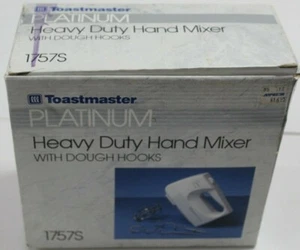 Toastmaster
PLATINUM
Heavy Duty Hand Mixer
WITH DOUGH HOOKS
1757S
Toastmaster
PLATINUM
Heavy Duty Hand Mixer
WITH DOUGH HOOKS
1757S